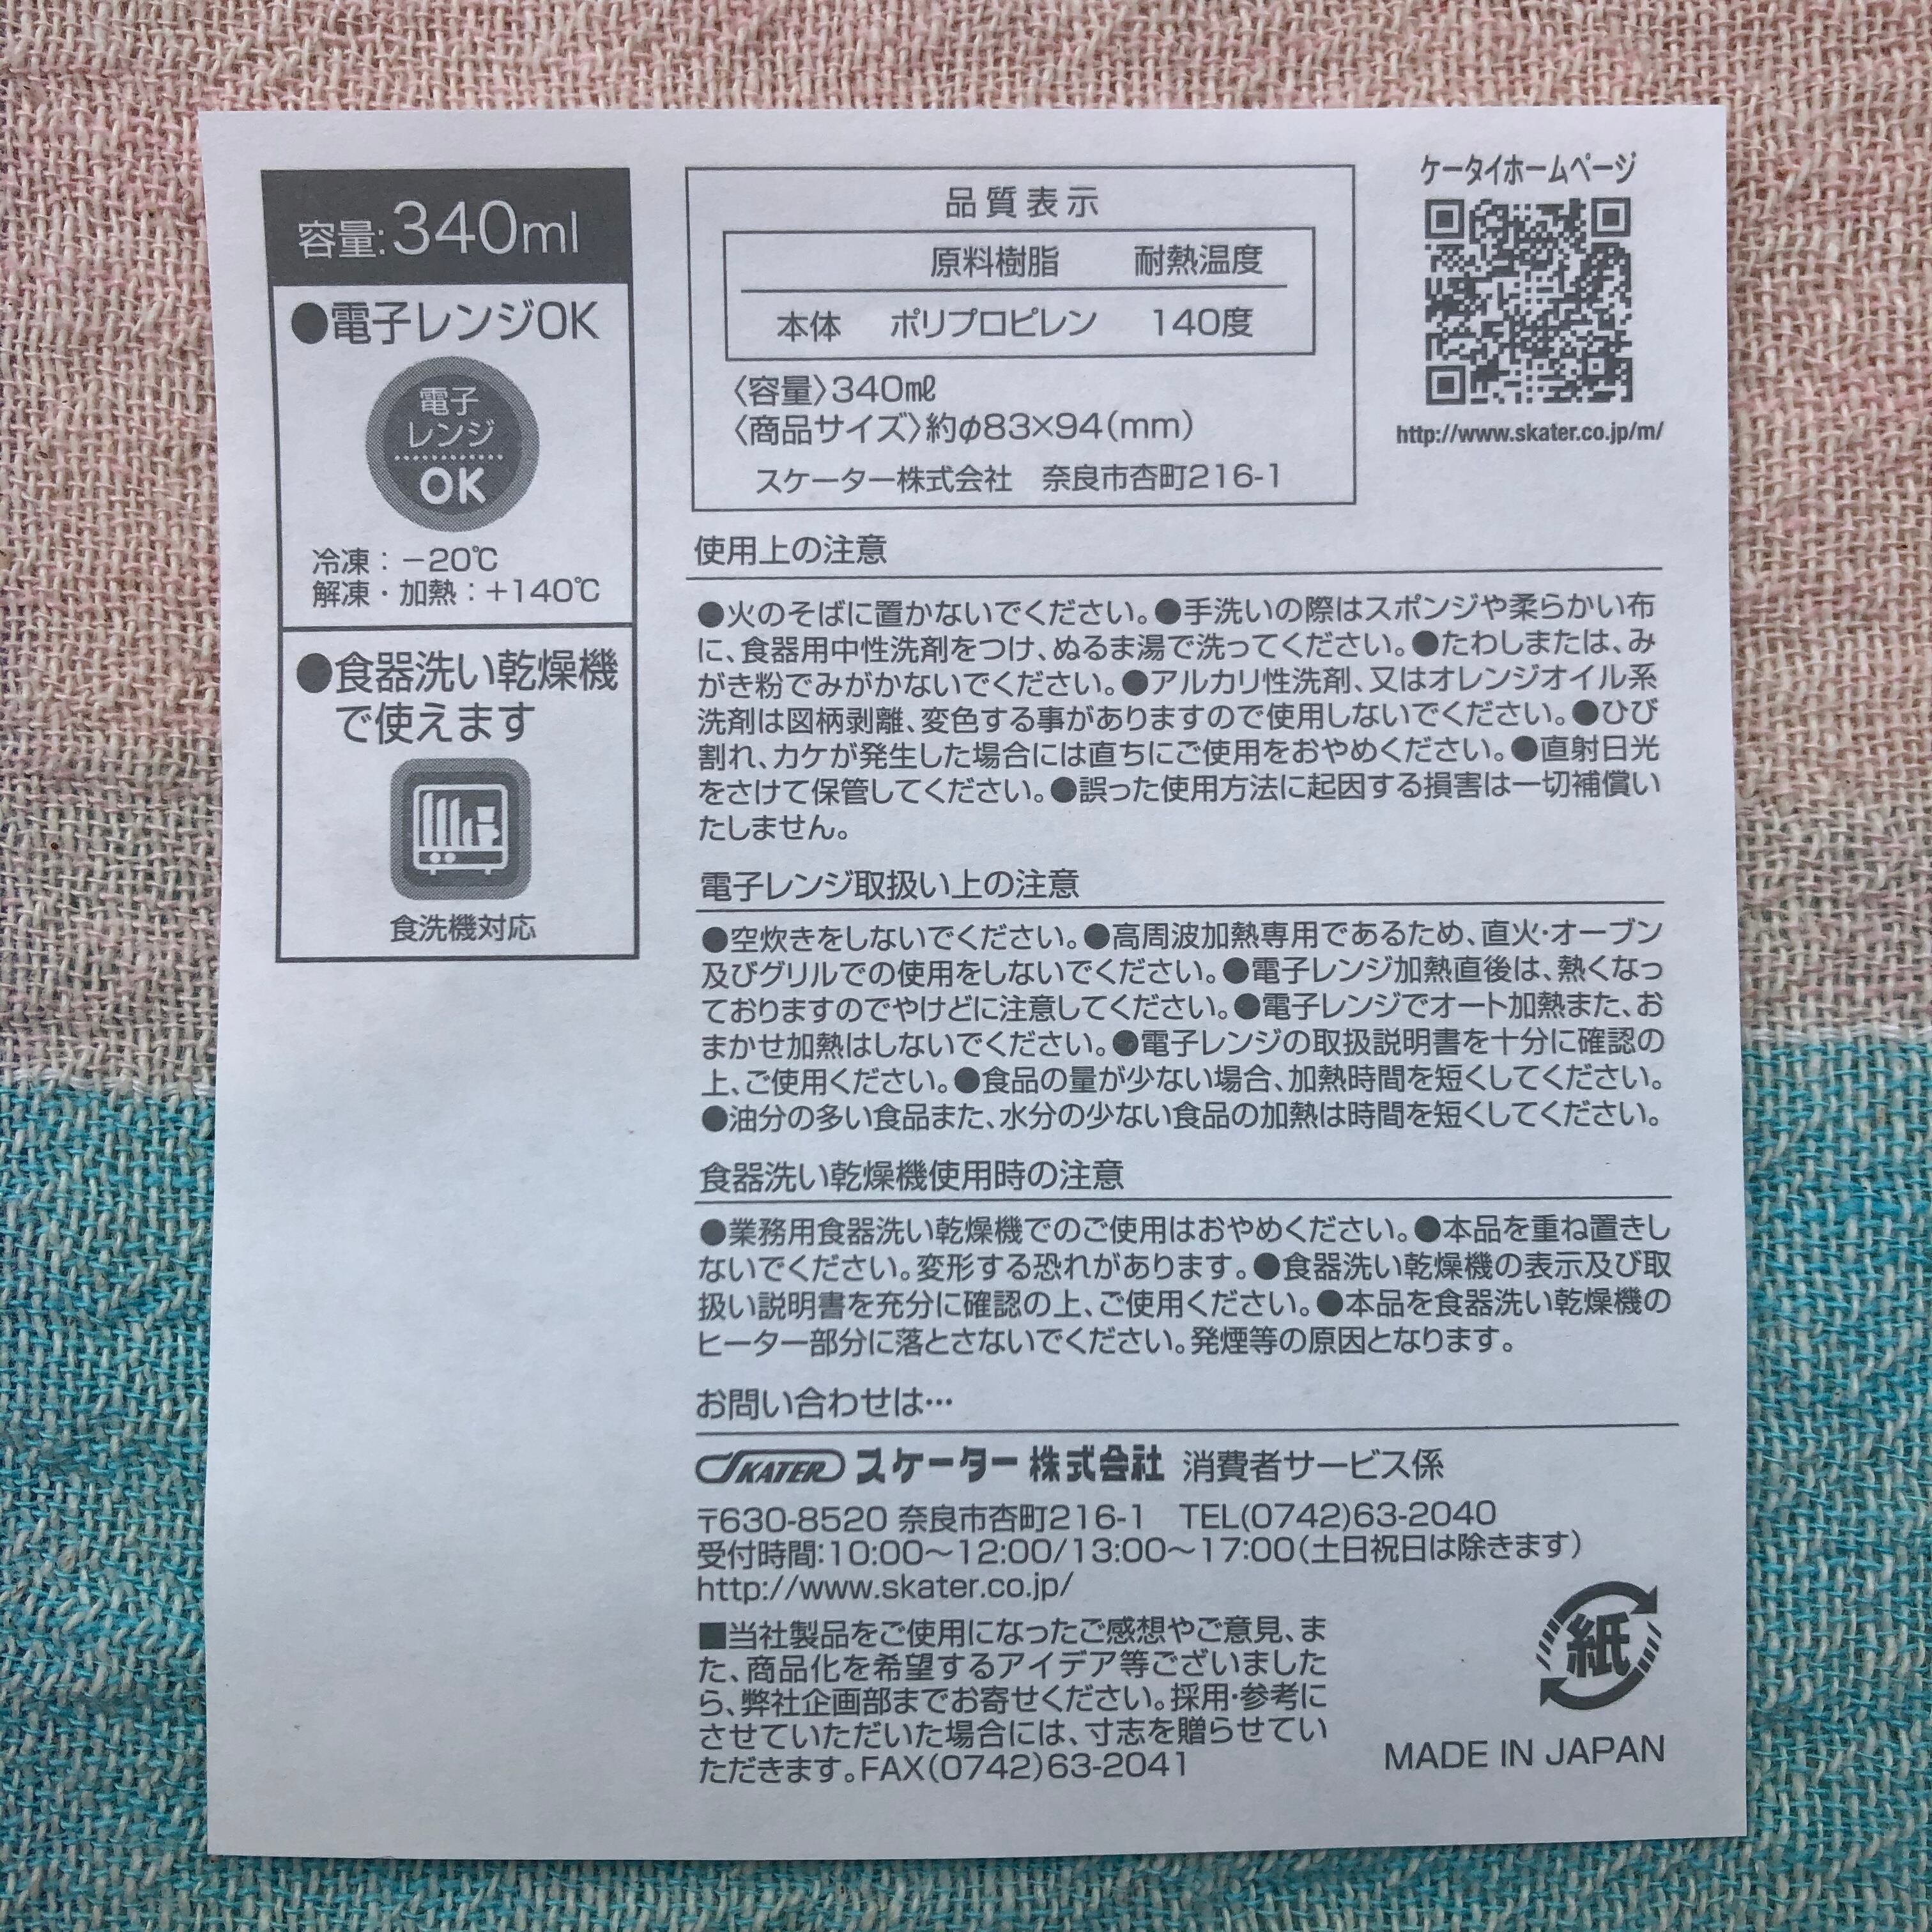 容量:340ml
●電子レンジOK
電子
レンジ
OK
冷凍：−20℃
解凍・加熱：+140℃
●食器洗い乾燥機
で使えます
食洗機対応
品質表示
原料樹脂 耐熱温度
本体 ポリプロピレン 140度
〈容量〉340㎖
〈商品サイズ〉約φ83×94(mm)
スケーター株式会社 奈良市杏町216-1
ケータイホームページ
http://www.skater.co.jp/m/
使用上の注意
●火のそばに置かないでください。●手洗いの際はスポンジや柔らかい布
に、食器用中性洗剤をつけ、ぬるま湯で洗ってください。●たわしまたは、み
がき粉でみがかないでください。●アルカリ性洗剤、又はオレンジオイル系
洗剤は図柄剥離、変色する事がありますので使用しないでください。●ひび
割れ、カケが発生した場合には直ちにご使用をおやめください。●直射日光
をさけて保管してください。●誤った使用方法に起因する損害は一切補償い
たしません。
電子レンジ取扱い上の注意
●空炊きをしないでください。●高周波加熱専用であるため、直火・オーブン
及びグリルでの使用をしないでください。●電子レンジ加熱直後は、熱くなっ
ておりますのでやけどに注意してください。●電子レンジでオート加熱また、お
まかせ加熱はしないでください。●電子レンジの取扱説明書を十分に確認の
上、ご使用ください。●食品の量が少ない場合、加熱時間を短くしてください。
●油分の多い食品また、水分の少ない食品の加熱は時間を短くしてください。
食器洗い乾燥機使用時の注意
●業務用食器洗い乾燥機でのご使用はおやめください。●本品を重ね置きし
ないでください。変形する恐れがあります。●食器洗い乾燥機の表示及び取
扱い説明書を充分に確認の上、ご使用ください。●本品を食器洗い乾燥機の
ヒーター部分に落とさないでください。発煙等の原因となります。
お問い合わせは…
SKATER スケーター株式会社 消費者サービス係
〒630-8520 奈良市杏町216-1 TEL(0742)63-2040
受付時間:10:00〜12:00/13:00〜17:00(土日祝日は除きます)
http://www.skater.co.jp/
■当社製品をご使用になったご感想やご意見、ま
た、商品化を希望するアイデア等ございました
ら、弊社企画部までお寄せください。採用・参考に
させていただいた場合には、寸志を贈らせてい
ただきます。FAX(0742)63-2041
紙
MADE IN JAPAN